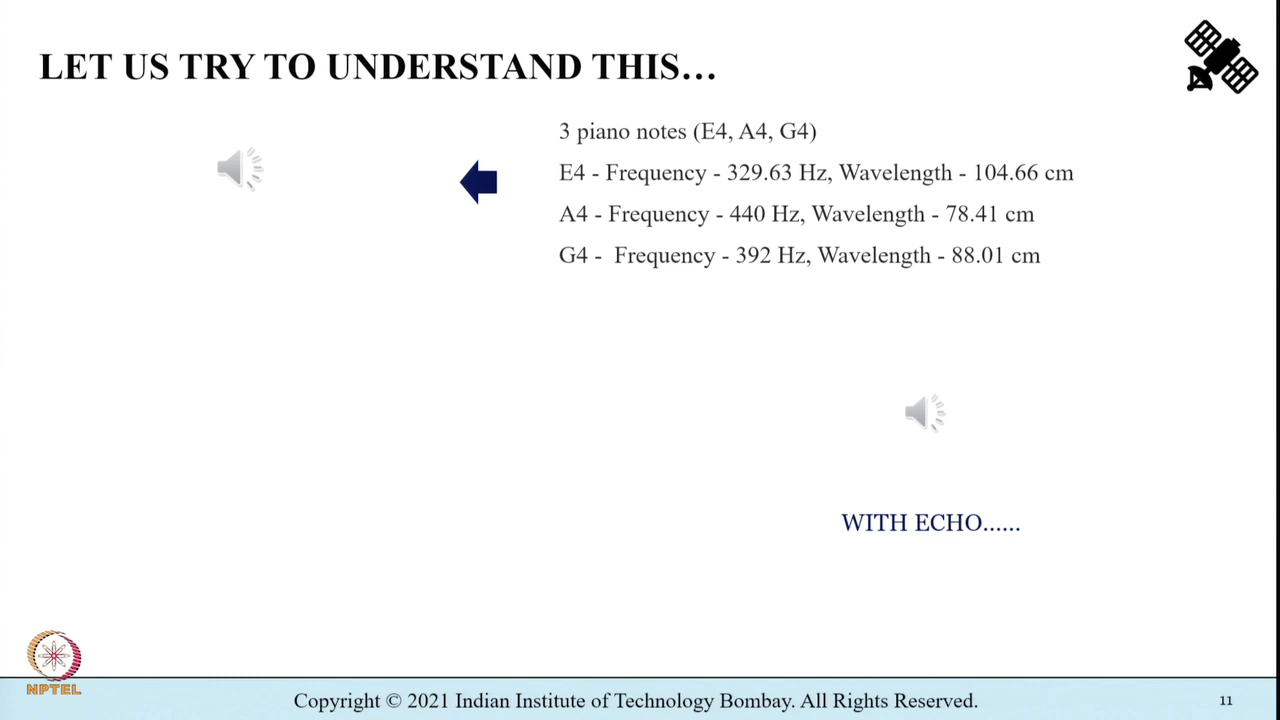 LET US TRY TO UNDERSTAND THIS…
3 piano notes (E4, A4, G4)
E4 - Frequency - 329.63 Hz, Wavelength - 104.66 cm
A4 - Frequency - 440 Hz, Wavelength - 78.41 cm
G4 -  Frequency - 392 Hz, Wavelength - 88.01 cm
WITH ECHO......
NPTEL
Copyright © 2021 Indian Institute of Technology Bombay. All Rights Reserved.
11